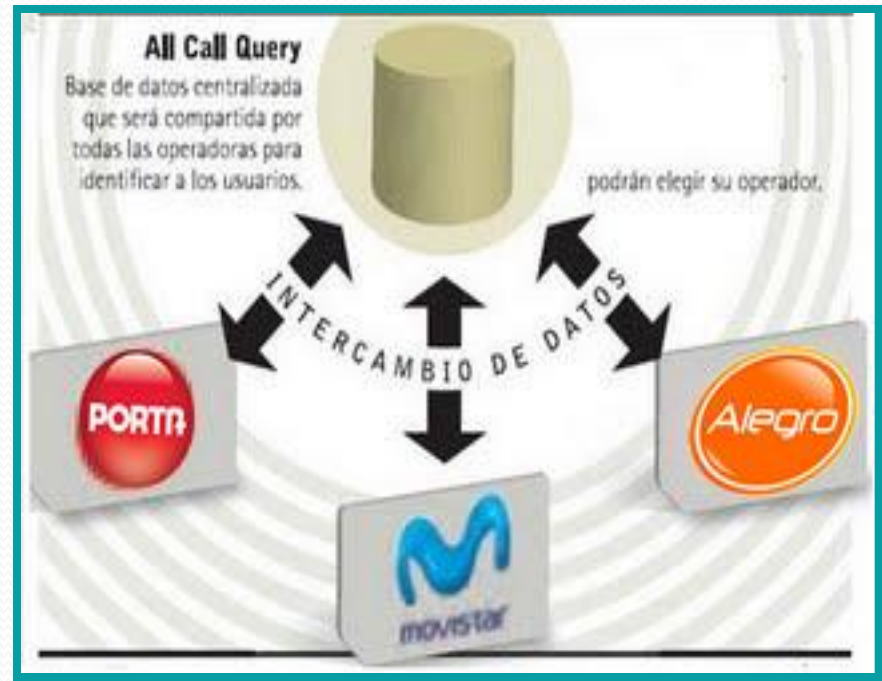 All Call Query
Base de datos centralizada
que será compartida por
todas las operadoras para
identificar a los usuarios.
podrán elegir su operador.
INTERCAMBIO DE DATOS
PORTA
Alegro
movistar